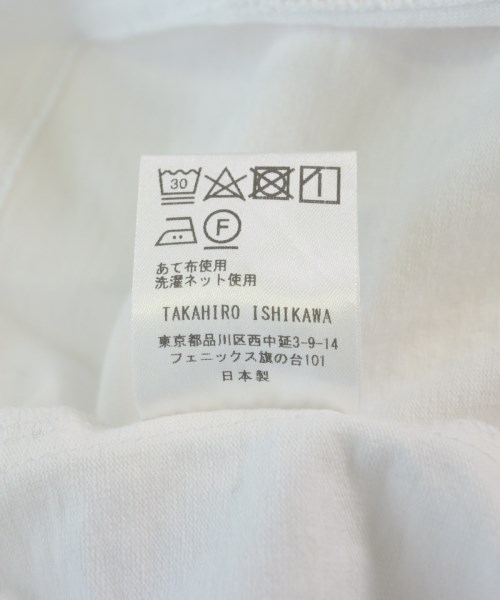 30
F
あて布使用
洗濯ネット使用
TAKAHIRO ISHIKAWA
東京都品川区西中延3-9-14
フェニックス旗の台101
日本製